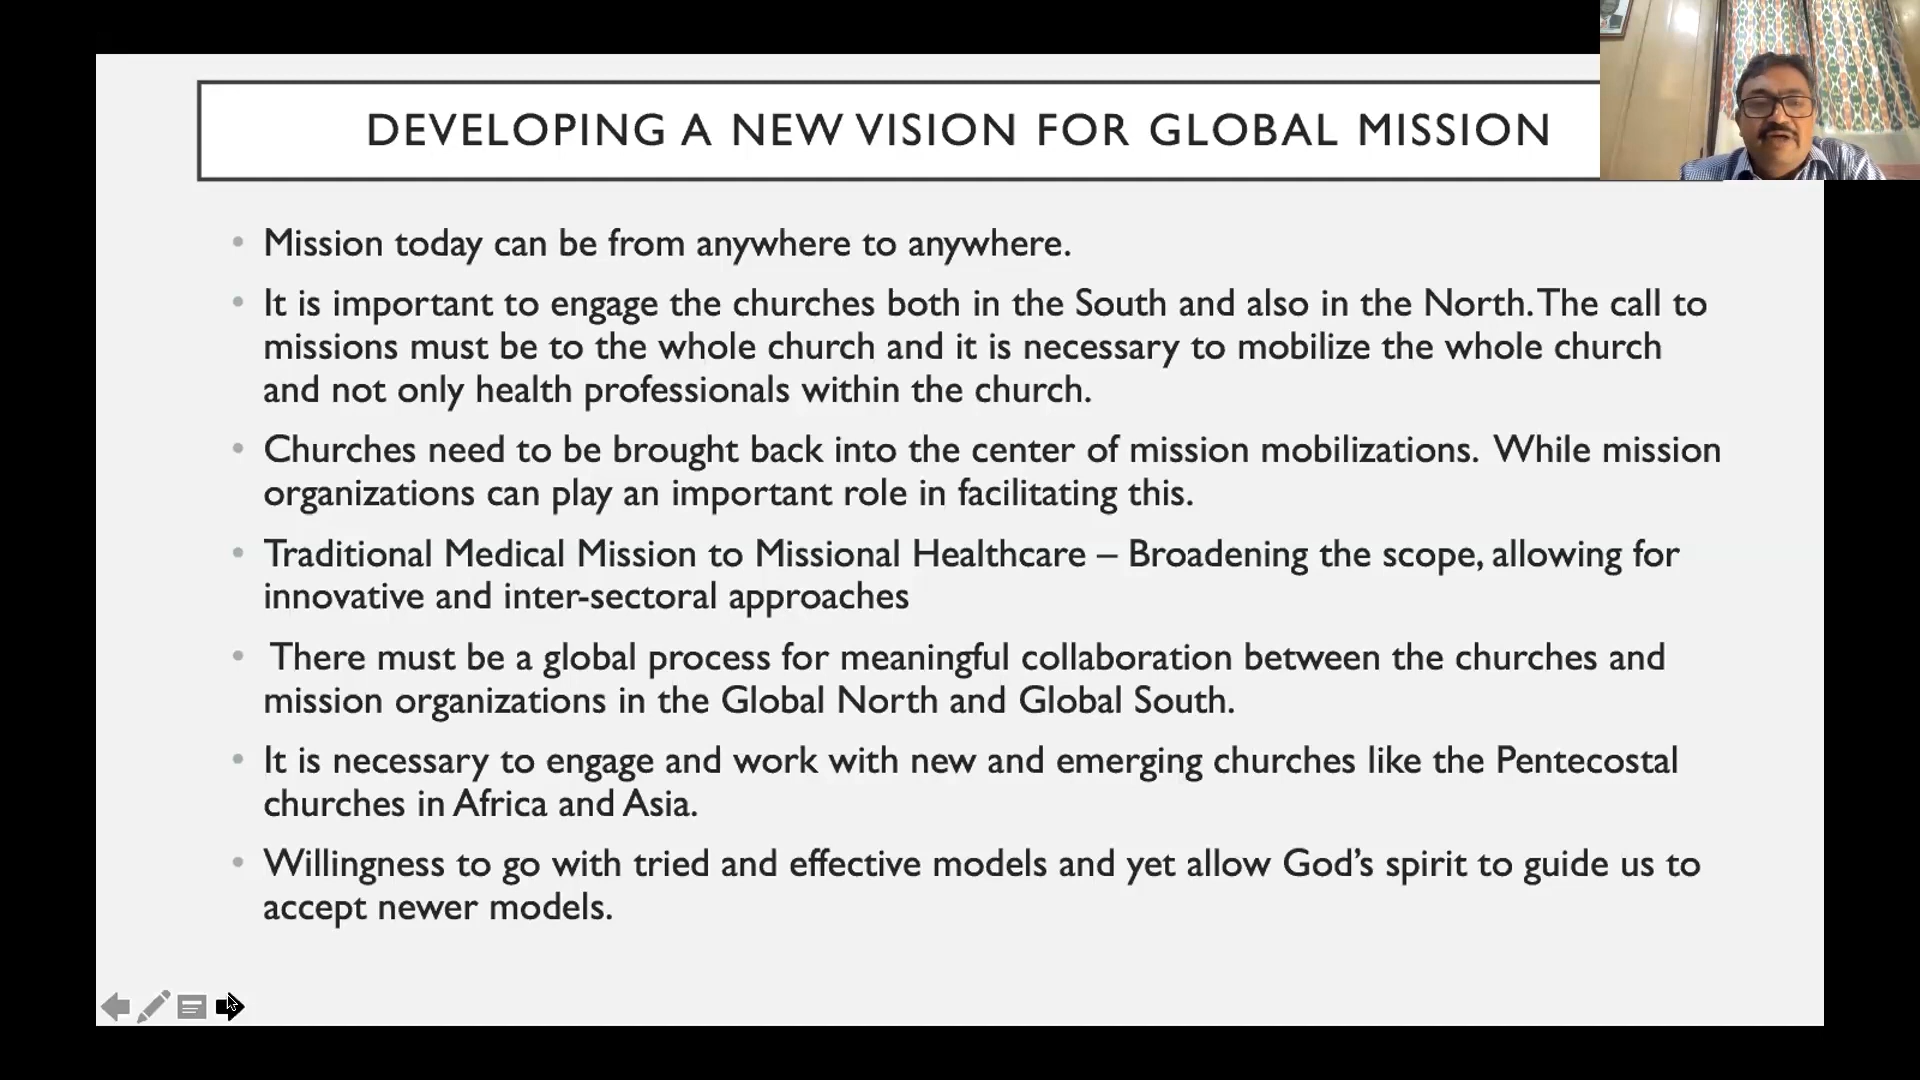 DEVELOPING A NEW VISION FOR GLOBAL MISSION
• Mission today can be from anywhere to anywhere.
• It is important to engage the churches both in the South and also in the North. The call to
missions must be to the whole church and it is necessary to mobilize the whole church
and not only health professionals within the church.
• Churches need to be brought back into the center of mission mobilizations. While mission
organizations can play an important role in facilitating this.
• Traditional Medical Mission to Missional Healthcare – Broadening the scope, allowing for
innovative and inter-sectoral approaches
• There must be a global process for meaningful collaboration between the churches and
mission organizations in the Global North and Global South.
• It is necessary to engage and work with new and emerging churches like the Pentecostal
churches in Africa and Asia.
• Willingness to go with tried and effective models and yet allow God’s spirit to guide us to
accept newer models.